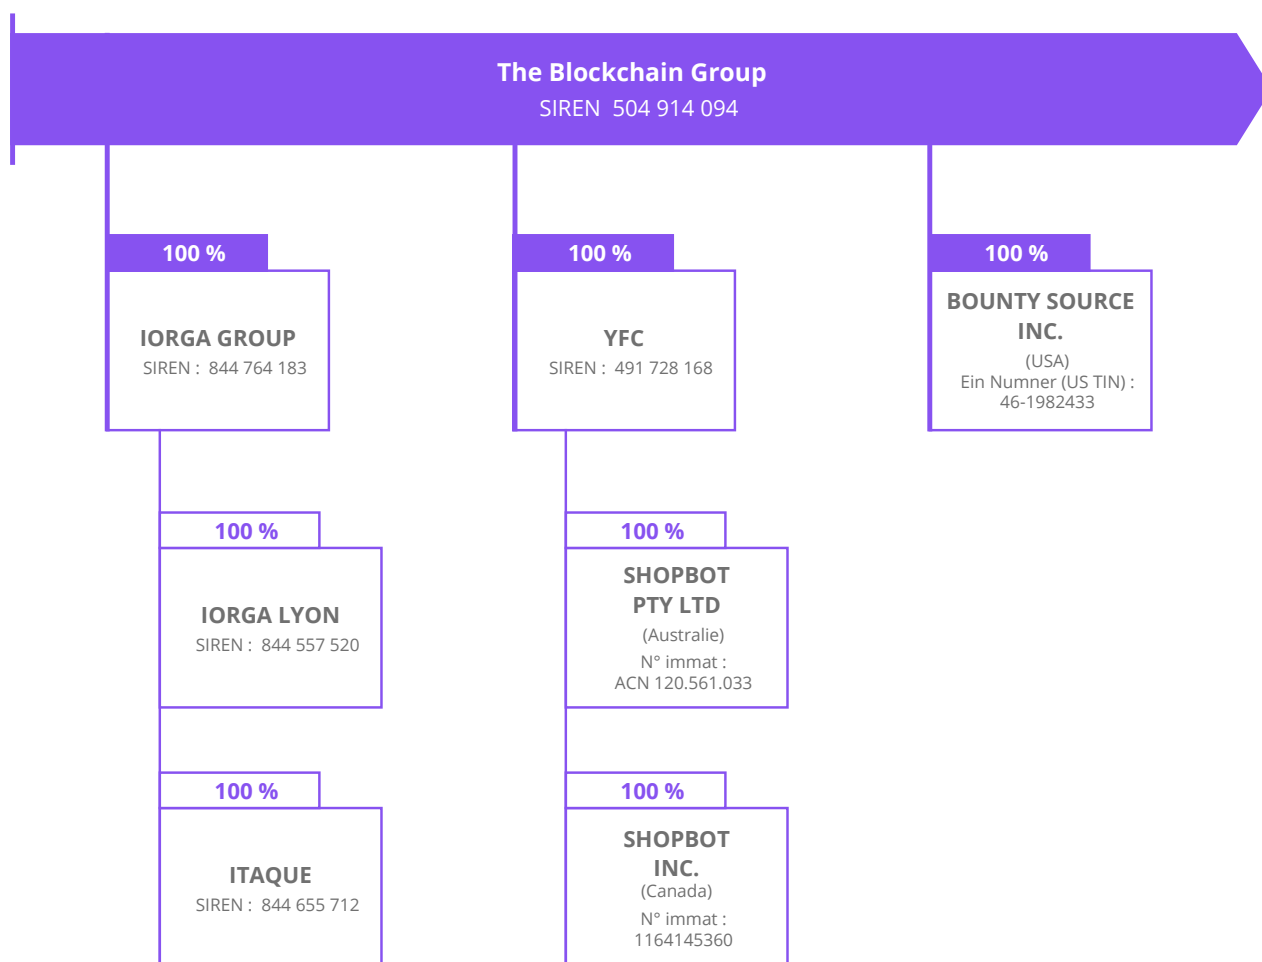 The Blockchain Group
SIREN 504 914 094
100 %
IORGA GROUP
SIREN : 844 764 183
100 %
IORGA LYON
SIREN : 844 557 520
100 %
ITAQUE
SIREN : 844 655 712
100 %
YFC
SIREN : 491 728 168
100 %
SHOPBOT
PTY LTD
(Australie)
N° immat :
ACN 120.561.033
100 %
SHOPBOT
INC.
(Canada)
N° immat :
1164145360
100 %
BOUNTY SOURCE
INC.
(USA)
Ein Numner (US TIN) :
46-1982433